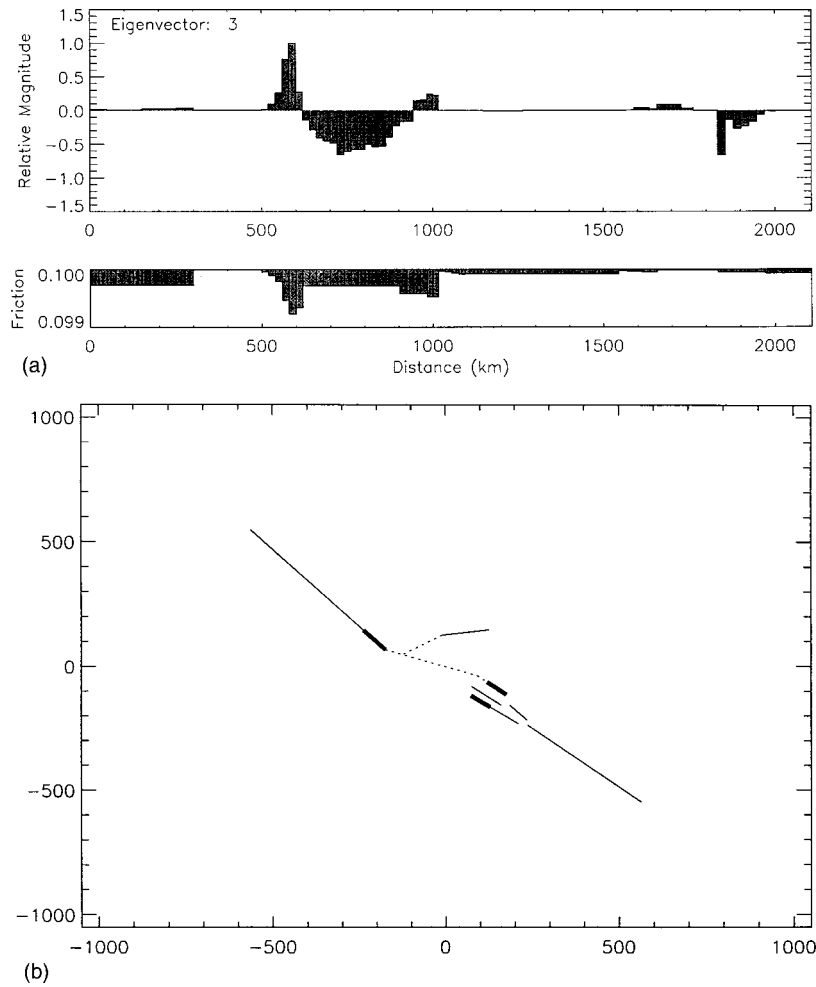 Eigenvector: 3
Relative Magnitude
1.5
1.0
0.5
0.0
-0.5
-1.0
-1.5
0 500 1000 1500 2000
Friction
0.100
0.099
0 500 1000 1500 2000
(a)
Distance (km)
1000
500
0
-500
-1000
-1000 -500 0 500 1000
(b)